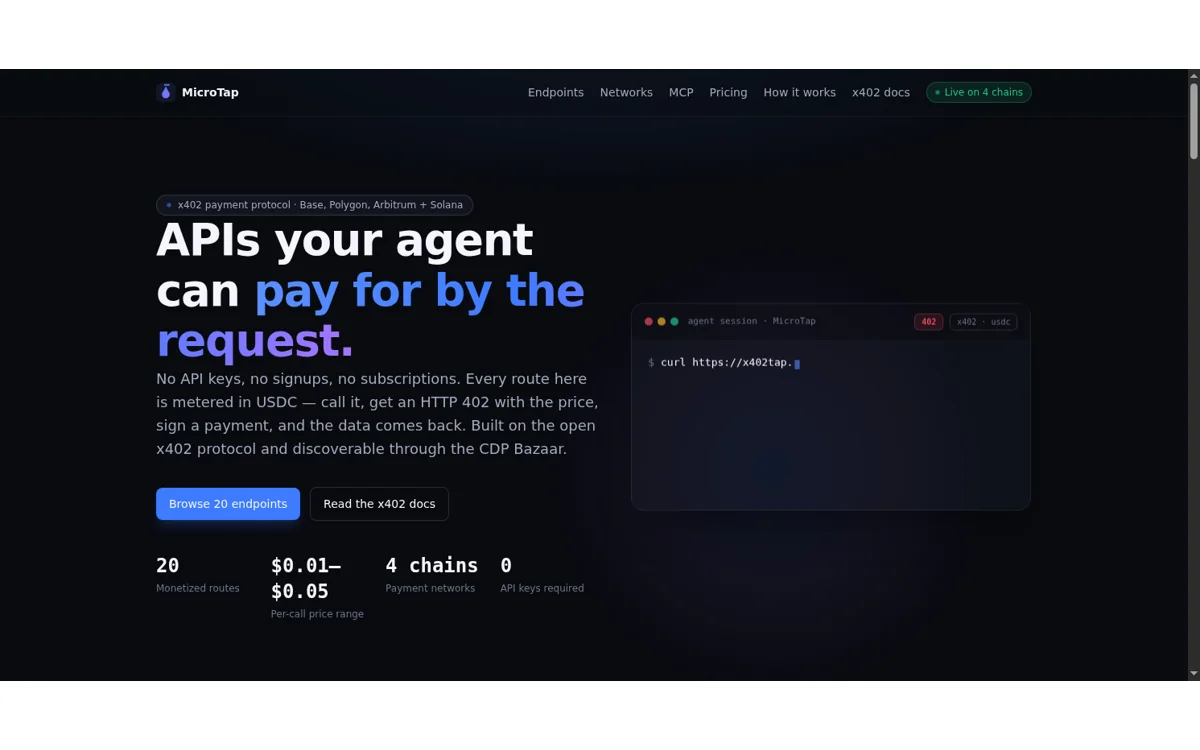 MicroTap
Endpoints Networks MCP Pricing How it works x402 docs Live on 4 chains
x402 payment protocol · Base, Polygon, Arbitrum + Solana
APIs your agent
can pay for by the
request.
No API keys, no signups, no subscriptions. Every route here
is metered in USDC — call it, get an HTTP 402 with the price,
sign a payment, and the data comes back. Built on the open
x402 protocol and discoverable through the CDP Bazaar.
Browse 20 endpoints Read the x402 docs
20
Monetized routes
$0.01–
$0.05
Per-call price range
4 chains
Payment networks
0
API keys required
agent session · MicroTap 402 x402 · usdc
$ curl https://x402tap.